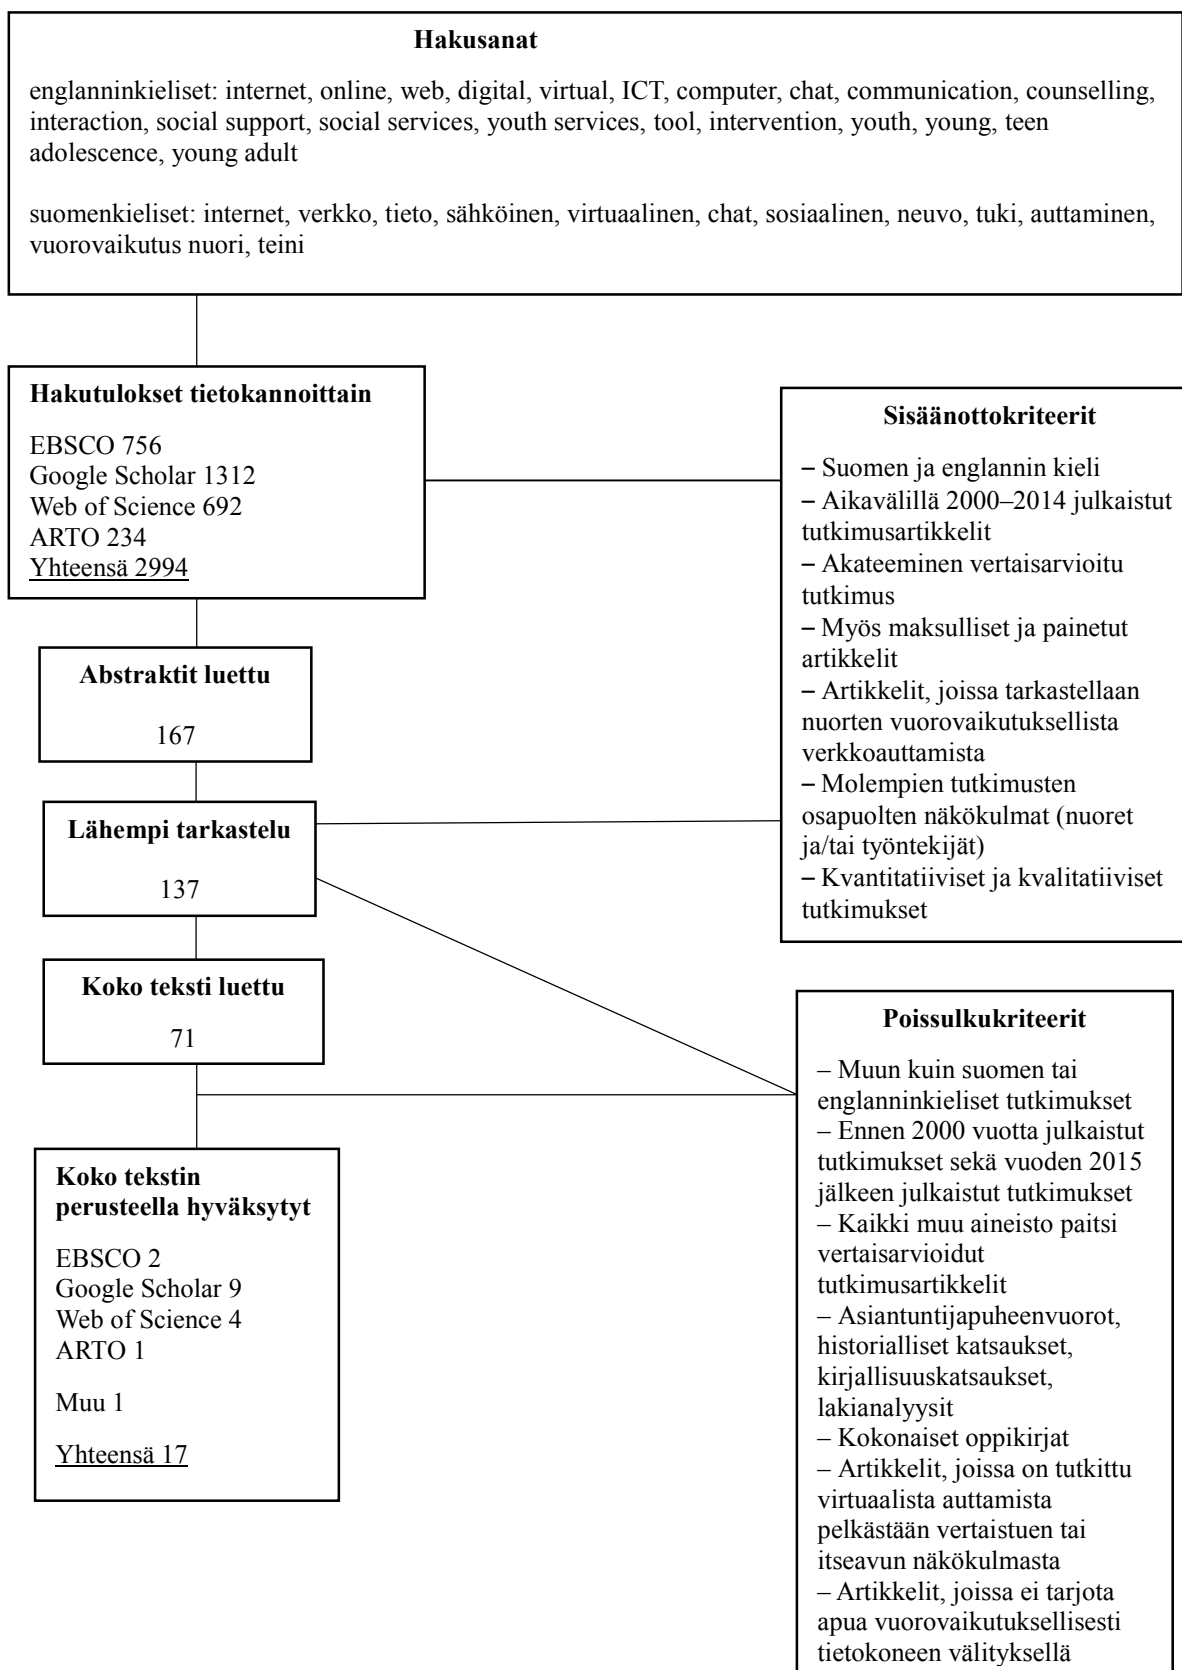 Hakusanat
englanninkieliset: internet, online, web, digital, virtual, ICT, computer, chat, communication, counselling,
interaction, social support, social services, youth services, tool, intervention, youth, young, teen
adolescence, young adult
suomenkieliset: internet, verkko, tieto, sähköinen, virtuaalinen, chat, sosiaalinen, neuvo, tuki, auttaminen,
vuorovaikutus nuori, teini
Hakutulokset tietokannoittain
EBSCO 756
Google Scholar 1312
Web of Science 692
ARTO 234
Yhteensä 2994
Sisäänottokriteerit
– Suomen ja englannin kieli
– Aikavälillä 2000–2014 julkaistut
tutkimusartikkelit
– Akateeminen vertaisarvioitu
tutkimus
– Myös maksulliset ja painetut
artikkelit
– Artikkelit, joissa tarkastellaan
nuorten vuorovaikutuksellista
verkkoauttamista
– Molempien tutkimusten
osapuolten näkökulmat (nuoret
ja/tai työntekijät)
– Kvantitatiiviset ja kvalitatiiviset
tutkimukset
Abstraktit luettu
167
Lähempi tarkastelu
137
Koko teksti luettu
71
Koko tekstin
perusteella hyväksytyt
EBSCO 2
Google Scholar 9
Web of Science 4
ARTO 1
Muu 1
Yhteensä 17
Poissulkukriteerit
– Muun kuin suomen tai
englanninkieliset tutkimukset
– Ennen 2000 vuotta julkaistut
tutkimukset sekä vuoden 2015
jälkeen julkaistut tutkimukset
– Kaikki muu aineisto paitsi
vertaisarvioidut
tutkimusartikkelit
– Asiantuntijapuheenvuorot,
historialliset katsaukset,
kirjallisuuskatsaukset,
lakianalyysit
– Kokonaiset oppikirjat
– Artikkelit, joissa on tutkittu
virtuaalista auttamista
pelkästään vertaistuen tai
itseavun näkökulmasta
– Artikkelit, joissa ei tarjota
apua vuorovaikutuksellisesti
tietokoneen välityksellä